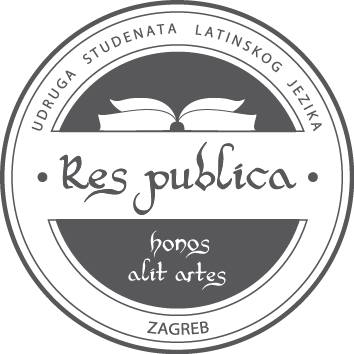 UDRUGA STUDENATA LATINSKOG JEZIKA
• Res publica •
honos
alit artes
ZAGREB